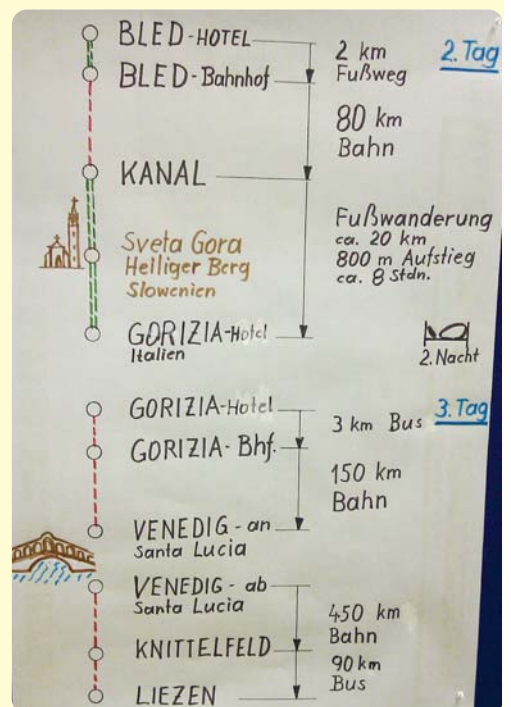 BLED-HOTEL
2 km
Fußweg
2. Tag
BLED-Bahnhof
80 km
Bahn
KANAL
Fußwanderung
ca. 20 km
800 m Aufstieg
ca. 8 Stdn.
Sveta Gora
Heiliger Berg
Slowenien
GORIZIA-Hotel
Italien
2. Nacht
GORIZIA-Hotel
3 km Bus
3. Tag
GORIZIA-Bhf.
150 km
Bahn
VENEDIG-an
Santa Lucia
VENEDIG-ab
Santa Lucia
450 km
Bahn
KNITTELFELD
90 km
Bus
LIEZEN